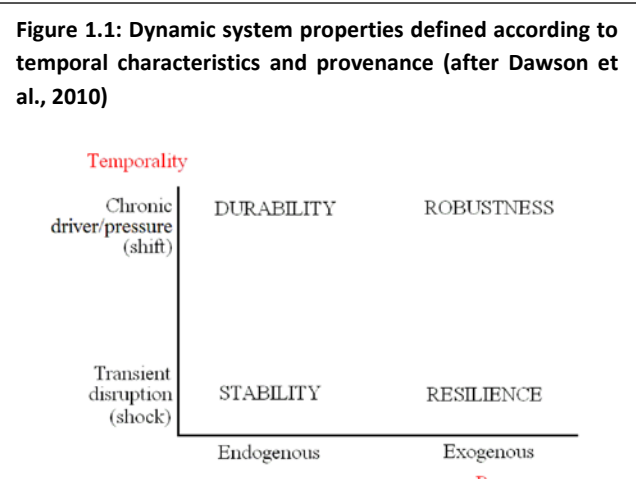 Figure 1.1: Dynamic system properties defined according to
temporal characteristics and provenance (after Dawson et
al., 2010)
Temporality
Chronic
driver/pressure
(shift)
DURABILITY
ROBUSTNESS
Transient
disruption
(shock)
STABILITY
RESILIENCE
Endogenous
Exogenous